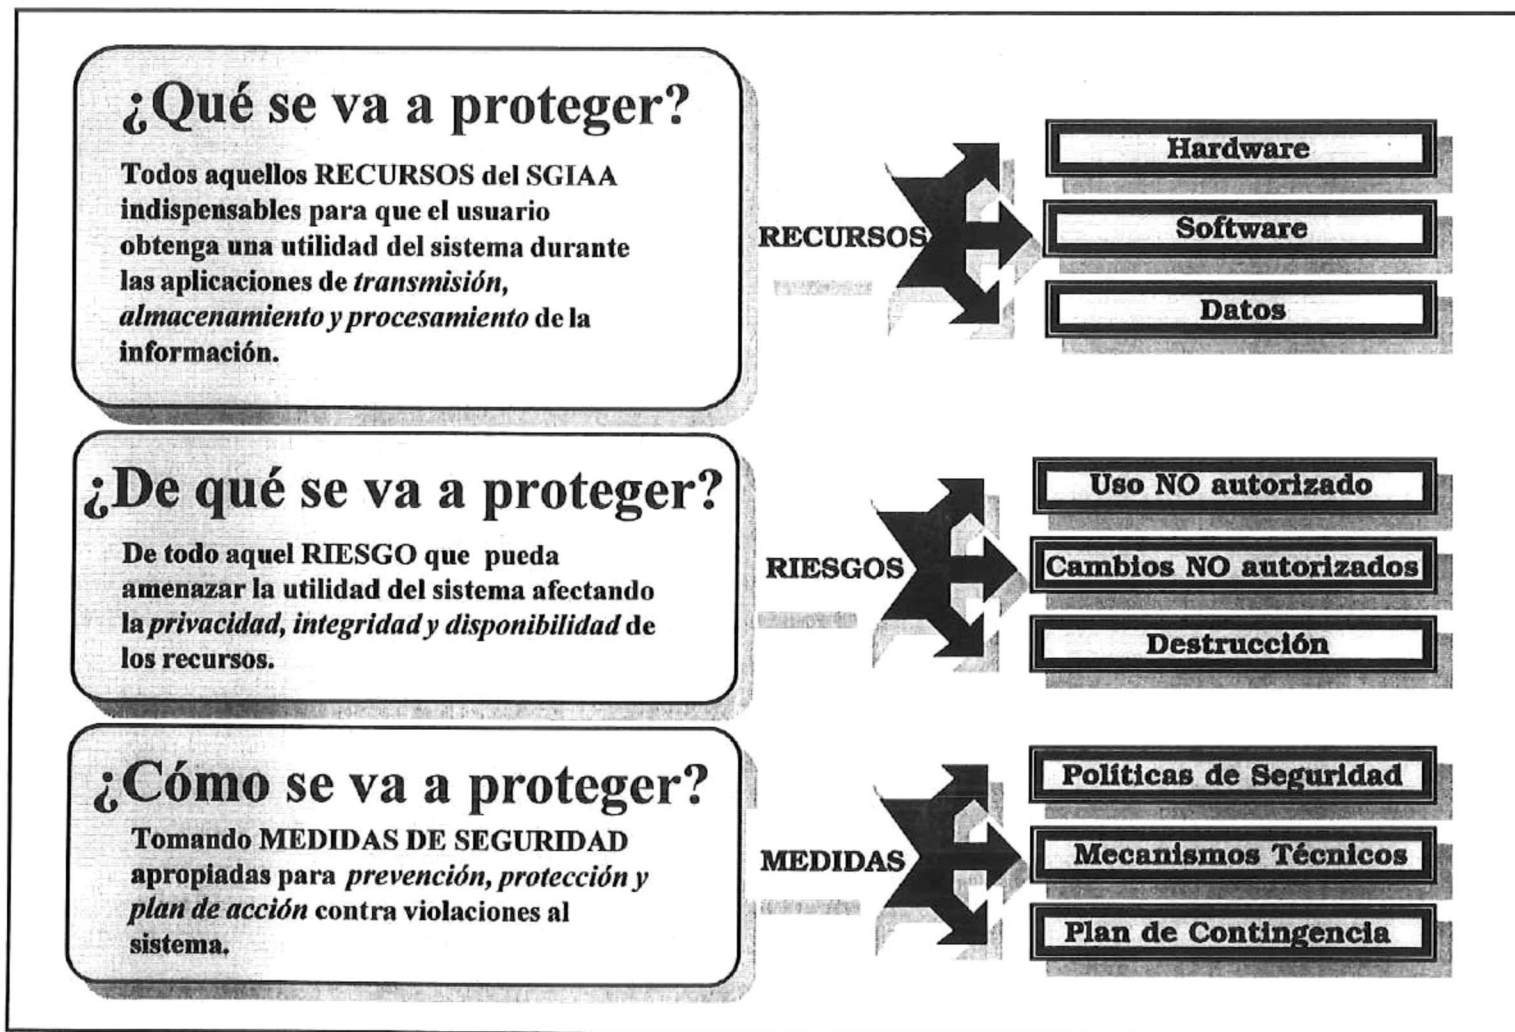 ¿Qué se va a proteger?
Todos aquellos RECURSOS del SGIAA
indispensables para que el usuario
obtenga una utilidad del sistema durante
las aplicaciones de transmisión,
almacenamiento y procesamiento de la
información.
RECURSOS
Hardware
Software
Datos
¿De qué se va a proteger?
De todo aquel RIESGO que pueda
amenazar la utilidad del sistema afectando
la privacidad, integridad y disponibilidad de
los recursos.
RIESGOS
Uso NO autorizado
Cambios NO autorizados
Destrucción
¿Cómo se va a proteger?
Tomando MEDIDAS DE SEGURIDAD
apropiadas para prevención, protección y
plan de acción contra violaciones al
sistema.
MEDIDAS
Políticas de Seguridad
Mecanismos Técnicos
Plan de Contingencia